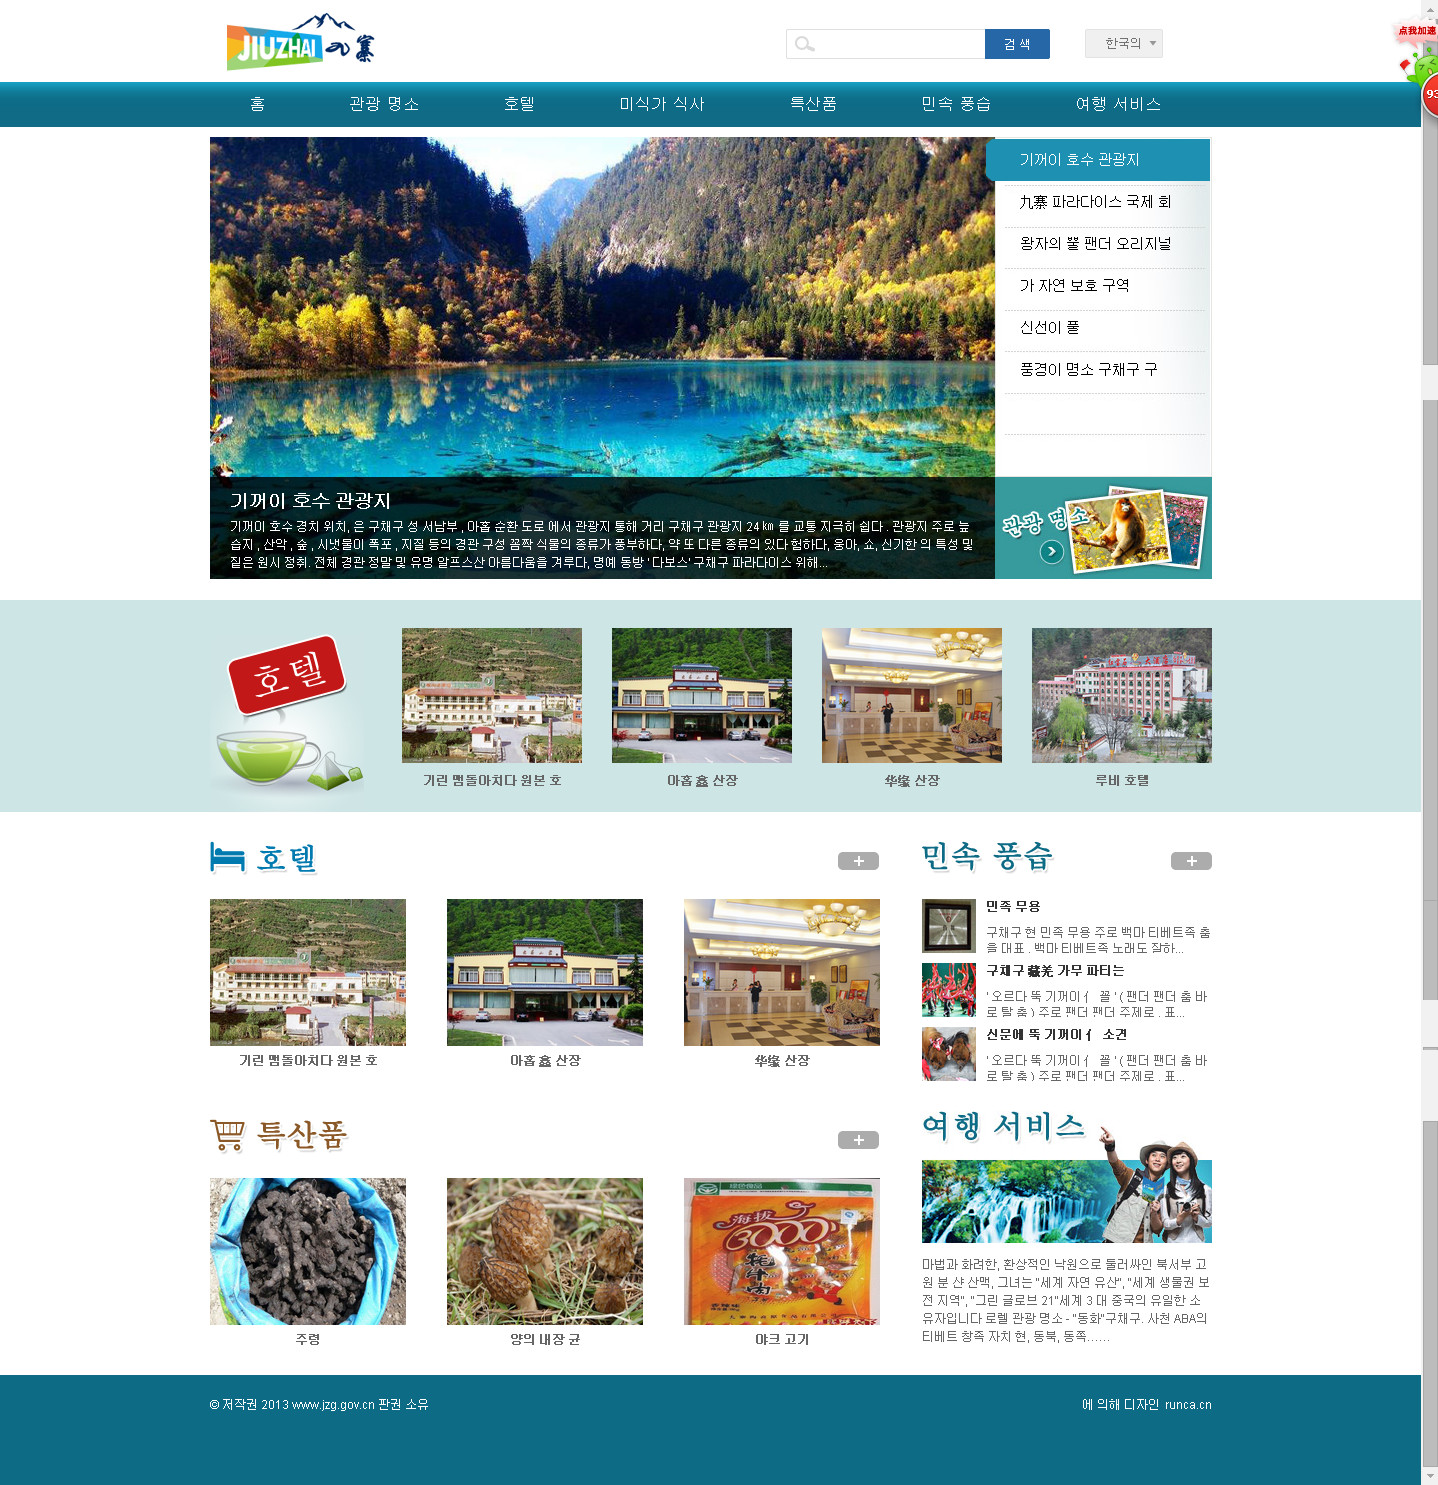 JIUZHAI 九寨
검 색
한국의
点我加速
93
홈 관광 명소 호텔 미식가 식사 특산품 민속 풍습 여행 서비스
기꺼이 호수 관광지
九寨 파라다이스 국제 회
왕자의 뿔 팬더 오리지널
가 자연 보호 구역
신선이 풀
풍경이 명소 구채구 구
기꺼이 호수 관광지
기꺼이 호수 경치 위치, 은 구채구 성 서남부 , 아홉 순환 도로 에서 관광지 통해 거리 구채구 관광지 24 ㎞ 를 교통 지극히 쉽다 . 관광지 주로 늪
습지 , 산악 , 숲 , 시냇물이 폭포 , 지질 등의 경관 구성 꼼짝 식물의 종류가 풍부하다, 약 또 다른 종류의 있다 험하다, 웅아, 쇼, 신기한 의 특성 및
짙은 원시 정취. 전체 경관 정말 및 유명 알프스산 아름다움을 겨루다, 명예 동방 ' 다보스' 구채구 파라다이스 위해...
관광 명소
호텔
기린 맴돌아치다 원본 호
아홉 鑫 산장
华缘 산장
루비 호텔
호텔
기린 맴돌아치다 원본 호
아홉 鑫 산장
华缘 산장
민속 풍습
민족 무용
구채구 현 민족 무용 주로 백마 티베트족 춤
을 대표 . 백마 티베트족 노래도 잘하...
구채구 藏羌 가무 파티는
' 오르다 뚝 기꺼이 亻 꼴 ' ( 팬더 팬더 춤 바
로 탈 춤 ) 주로 팬더 팬더 주제로 . 표...
신문에 뚝 기꺼이 亻 소견
' 오르다 뚝 기꺼이 亻 꼴 ' ( 팬더 팬더 춤 바
로 탈 춤 ) 주로 팬더 팬더 주제로 . 표...
특산품
绿色食品
海拔
3000
牦牛肉
주령
양의 내장 균
야크 고기
여행 서비스
마법과 화려한, 환상적인 낙원으로 둘러싸인 북서부 고
원 분 샨 산맥, 그녀는 "세계 자연 유산", "세계 생물권 보
전 지역", "그린 글로브 21"세계 3 대 중국의 유일한 소
유자입니다 로렐 관광 명소 - "동화"구채구. 사천 ABA의
티베트 창족 자치 현, 동북, 동쪽......
© 저작권 2013 www.jzg.gov.cn 판권 소유
에 의해 디자인 runca.cn